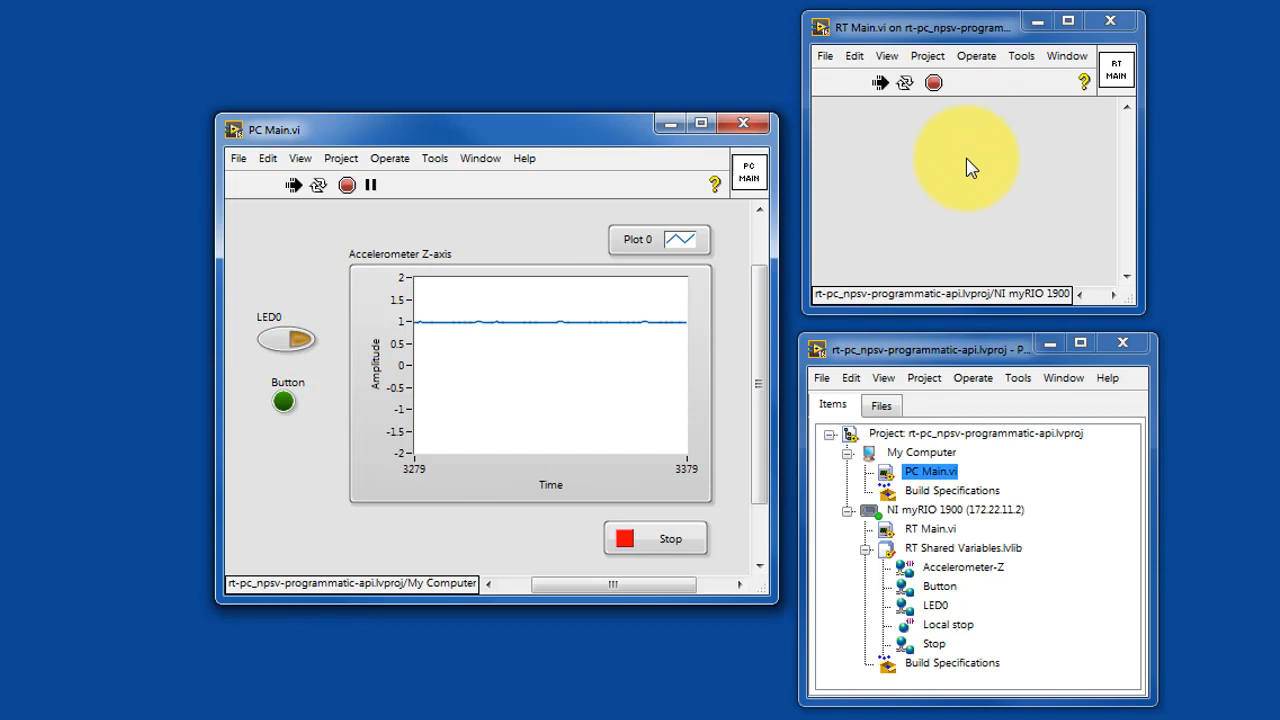 PC Main.vi
File Edit View Project Operate Tools Window Help
PC
MAIN
Plot 0
Accelerometer Z-axis
2
1.5
1
0.5
0
-0.5
-1
-1.5
-2
Amplitude
3279 3379
Time
LED0
Button
Stop
rt-pc_npsv-programmatic-api.lvproj/My Computer
RT Main.vi on rt-pc_npsv-program...
File Edit View Project Operate Tools Window
RT
MAIN
rt-pc_npsv-programmatic-api.lvproj/NI myRIO 1900
rt-pc_npsv-programmatic-api.lvproj - P...
File Edit View Project Operate Tools Window Help
Items Files
Project: rt-pc_npsv-programmatic-api.lvproj
My Computer
PC Main.vi
Build Specifications
NI myRIO 1900 (172.22.11.2)
RT Main.vi
RT Shared Variables.lvlib
Accelerometer-Z
Button
LED0
Local stop
Stop
Build Specifications